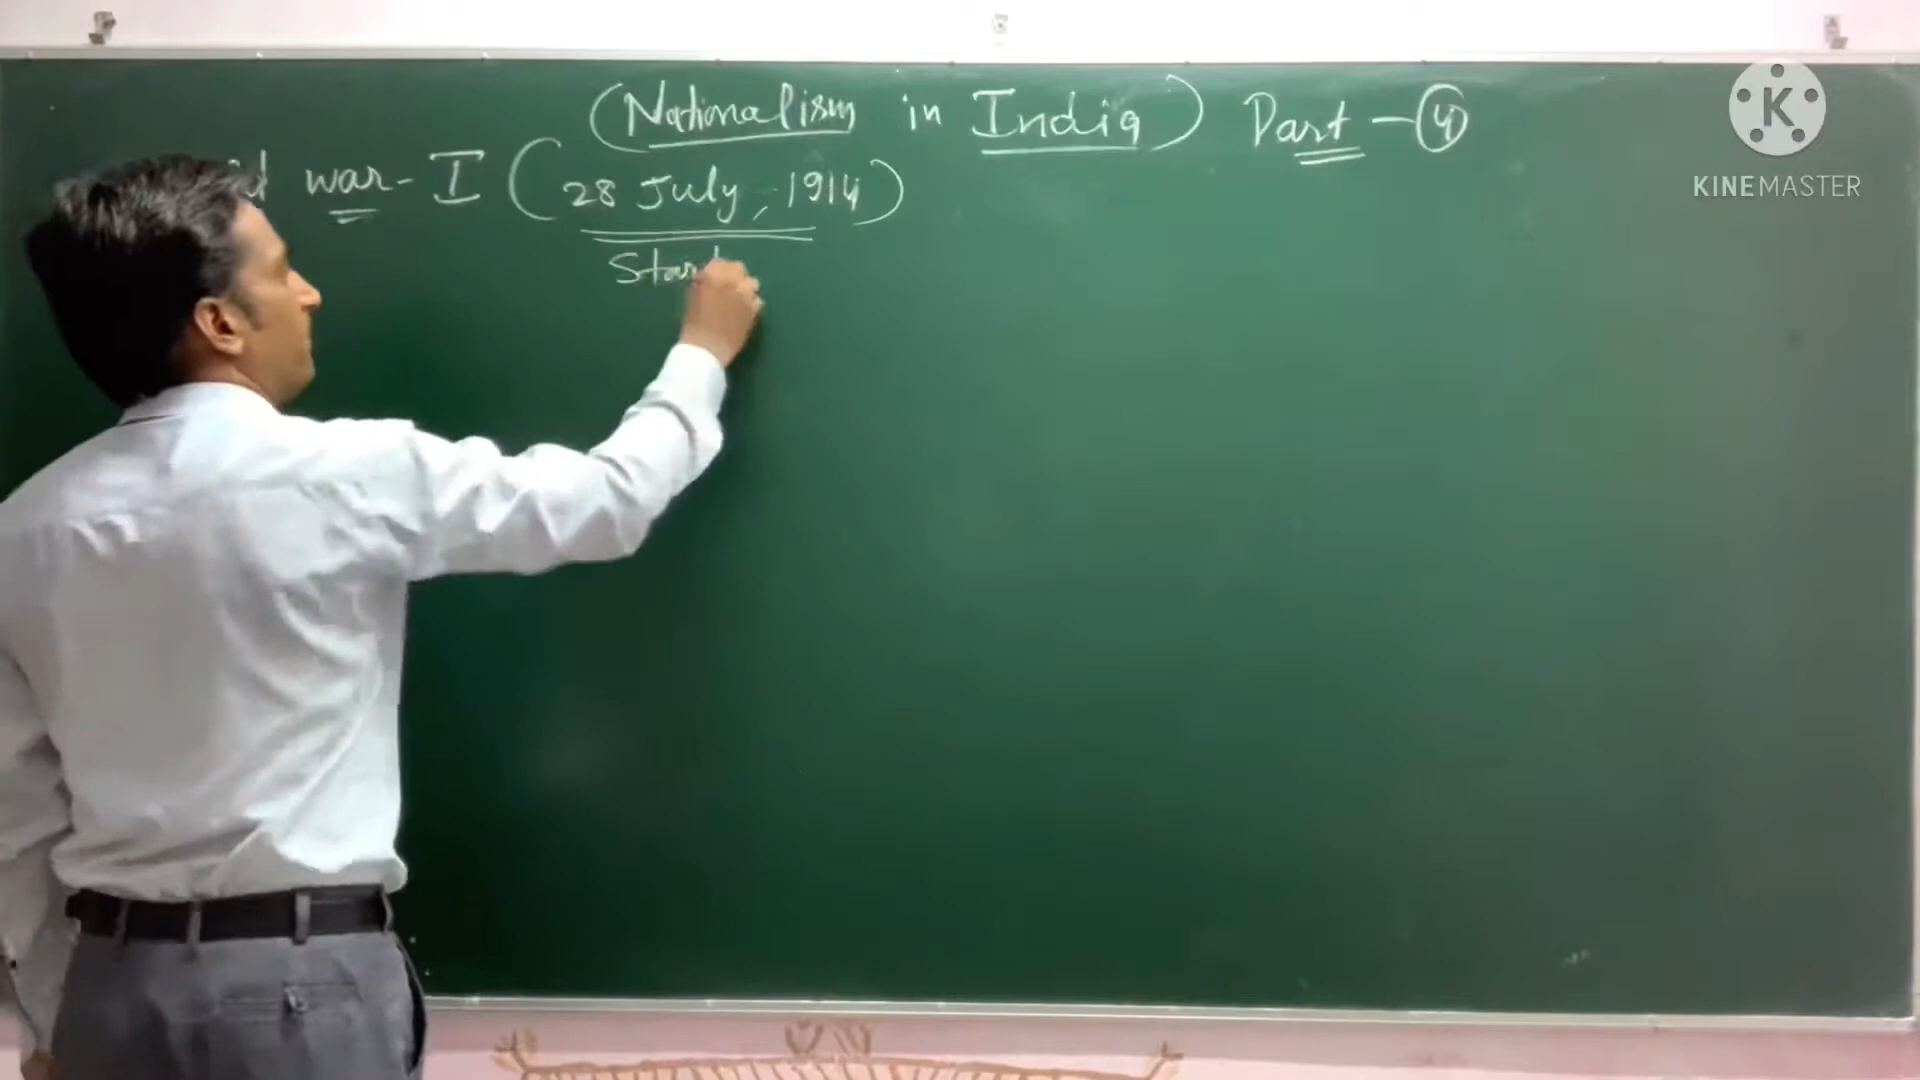 (Nationalism in India) Part - 4
war - I (28 July, 1914)
Start
KINEMASTER